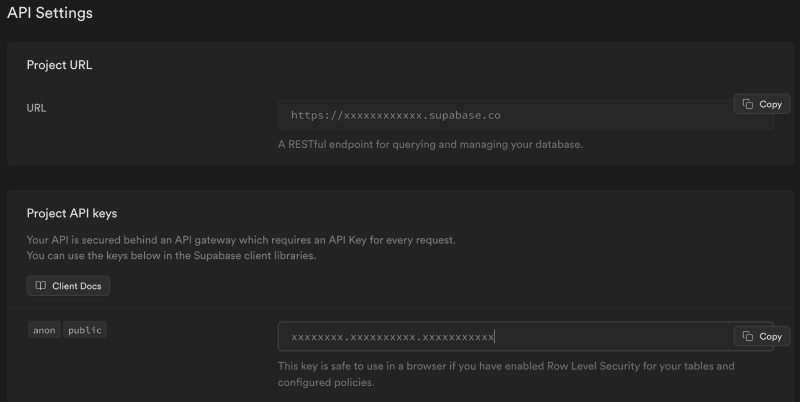 API Settings
Project URL
URL
https://xxxxxxxxxxxx.supabase.co
Copy
A RESTful endpoint for querying and managing your database.
Project API keys
Your API is secured behind an API gateway which requires an API Key for every request.
You can use the keys below in the Supabase client libraries.
Client Docs
anon public
xxxxxxxx.xxxxxxxxxx.xxxxxxxxxxx
Copy
This key is safe to use in a browser if you have enabled Row Level Security for your tables and
configured policies.